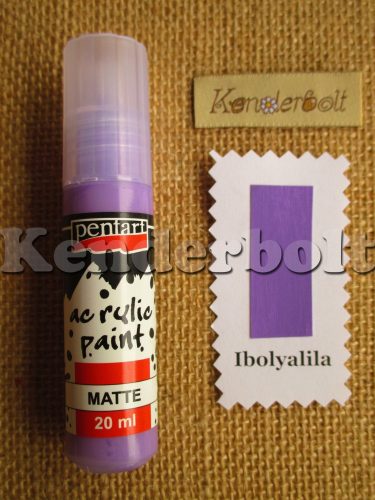 Kenderbolt
pentart
Kenderbolt
acrylic
paint
MATTE
20 ml
Ibolyalila